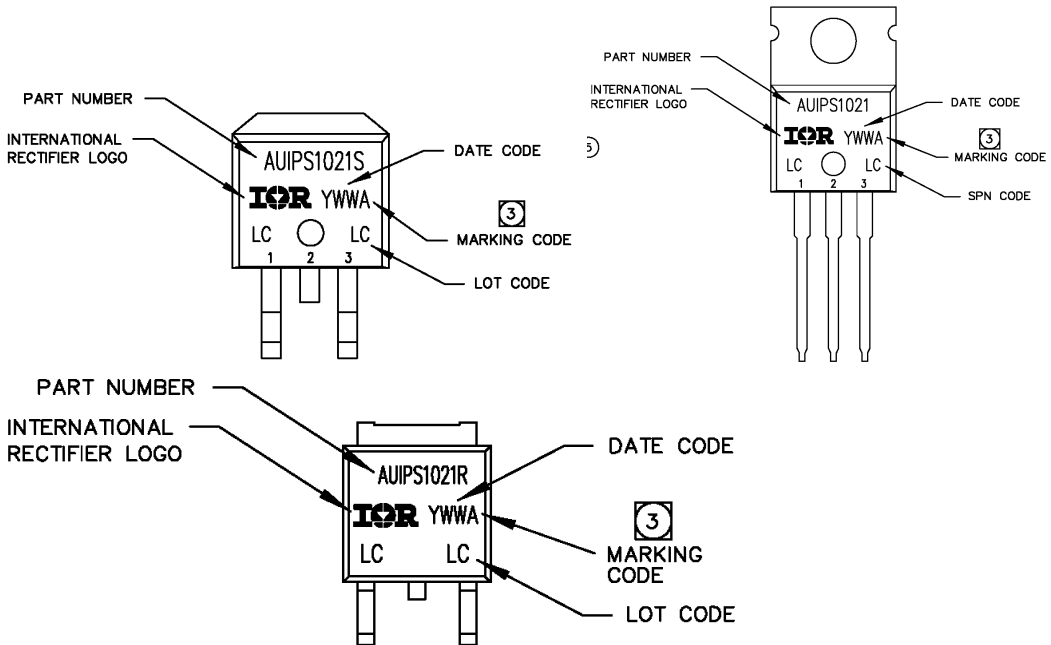 PART NUMBER
INTERNATIONAL
RECTIFIER LOGO
AUIPS1021S
IOR YWWA
LC LC
1 2 3
DATE CODE
3
MARKING CODE
LOT CODE
PART NUMBER
INTERNATIONAL
RECTIFIER LOGO
AUIPS1021
IOR YWWA
LC LC
1 2 3
DATE CODE
3
MARKING CODE
SPN CODE
PART NUMBER
INTERNATIONAL
RECTIFIER LOGO
AUIPS1021R
IOR YWWA
LC LC
DATE CODE
3
MARKING
CODE
LOT CODE